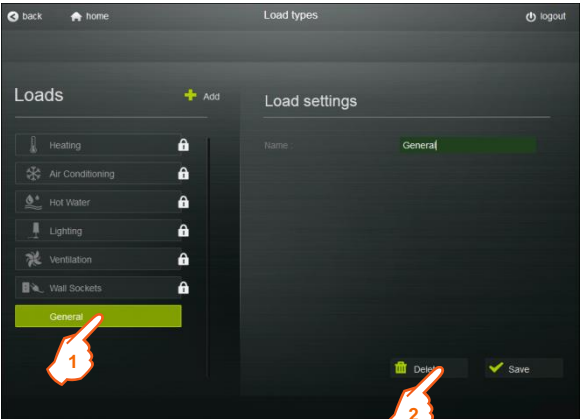 back home Load types logout
Loads Add
Load settings
Heating
Name : General
Air Conditioning
Hot Water
Lighting
Ventilation
Wall Sockets
General
1
Delete Save
2